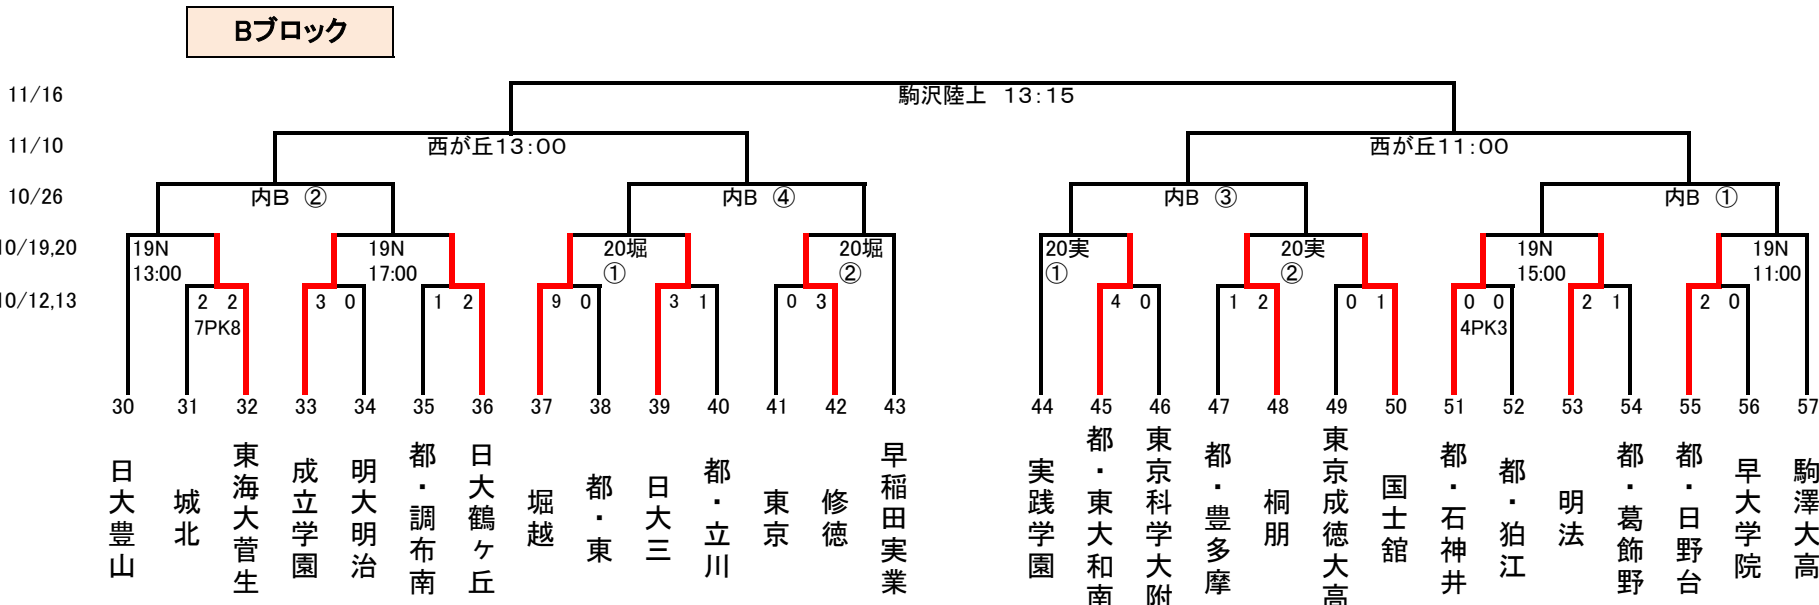 Bブロック
11/16
駒沢陸上 13:15
11/10
西が丘13:00
西が丘11:00
10/26
内B ②
内B ④
内B ③
内B ①
10/19,20
19N
13:00
19N
17:00
20堀
①
20堀
②
20実
①
20実
②
19N
15:00
19N
11:00
10/12,13
2 2
7PK8
3 0
1 2
9 0
3 1
0 3
4 0
1 2
0 1
0 0
4PK3
2 1
2 0
30 31 32 33 34 35 36 37 38 39 40 41 42 43 44 45 46 47 48 49 50 51 52 53 54 55 56 57
日大豊山
城北
東海大菅生
成立学園
明大明治
都・調布南
日大鶴ヶ丘
堀越
都・東
日大三
都・立川
東京
修徳
早稲田実業
実践学園
都・東大和南
東京科学大附
都・豊多摩
桐朋
東京成徳大高
国士舘
都・石神井
都・狛江
明法
都・葛飾野
都・日野台
早大学院
駒澤大高